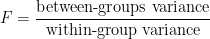 F = between-groups variance / within-group variance